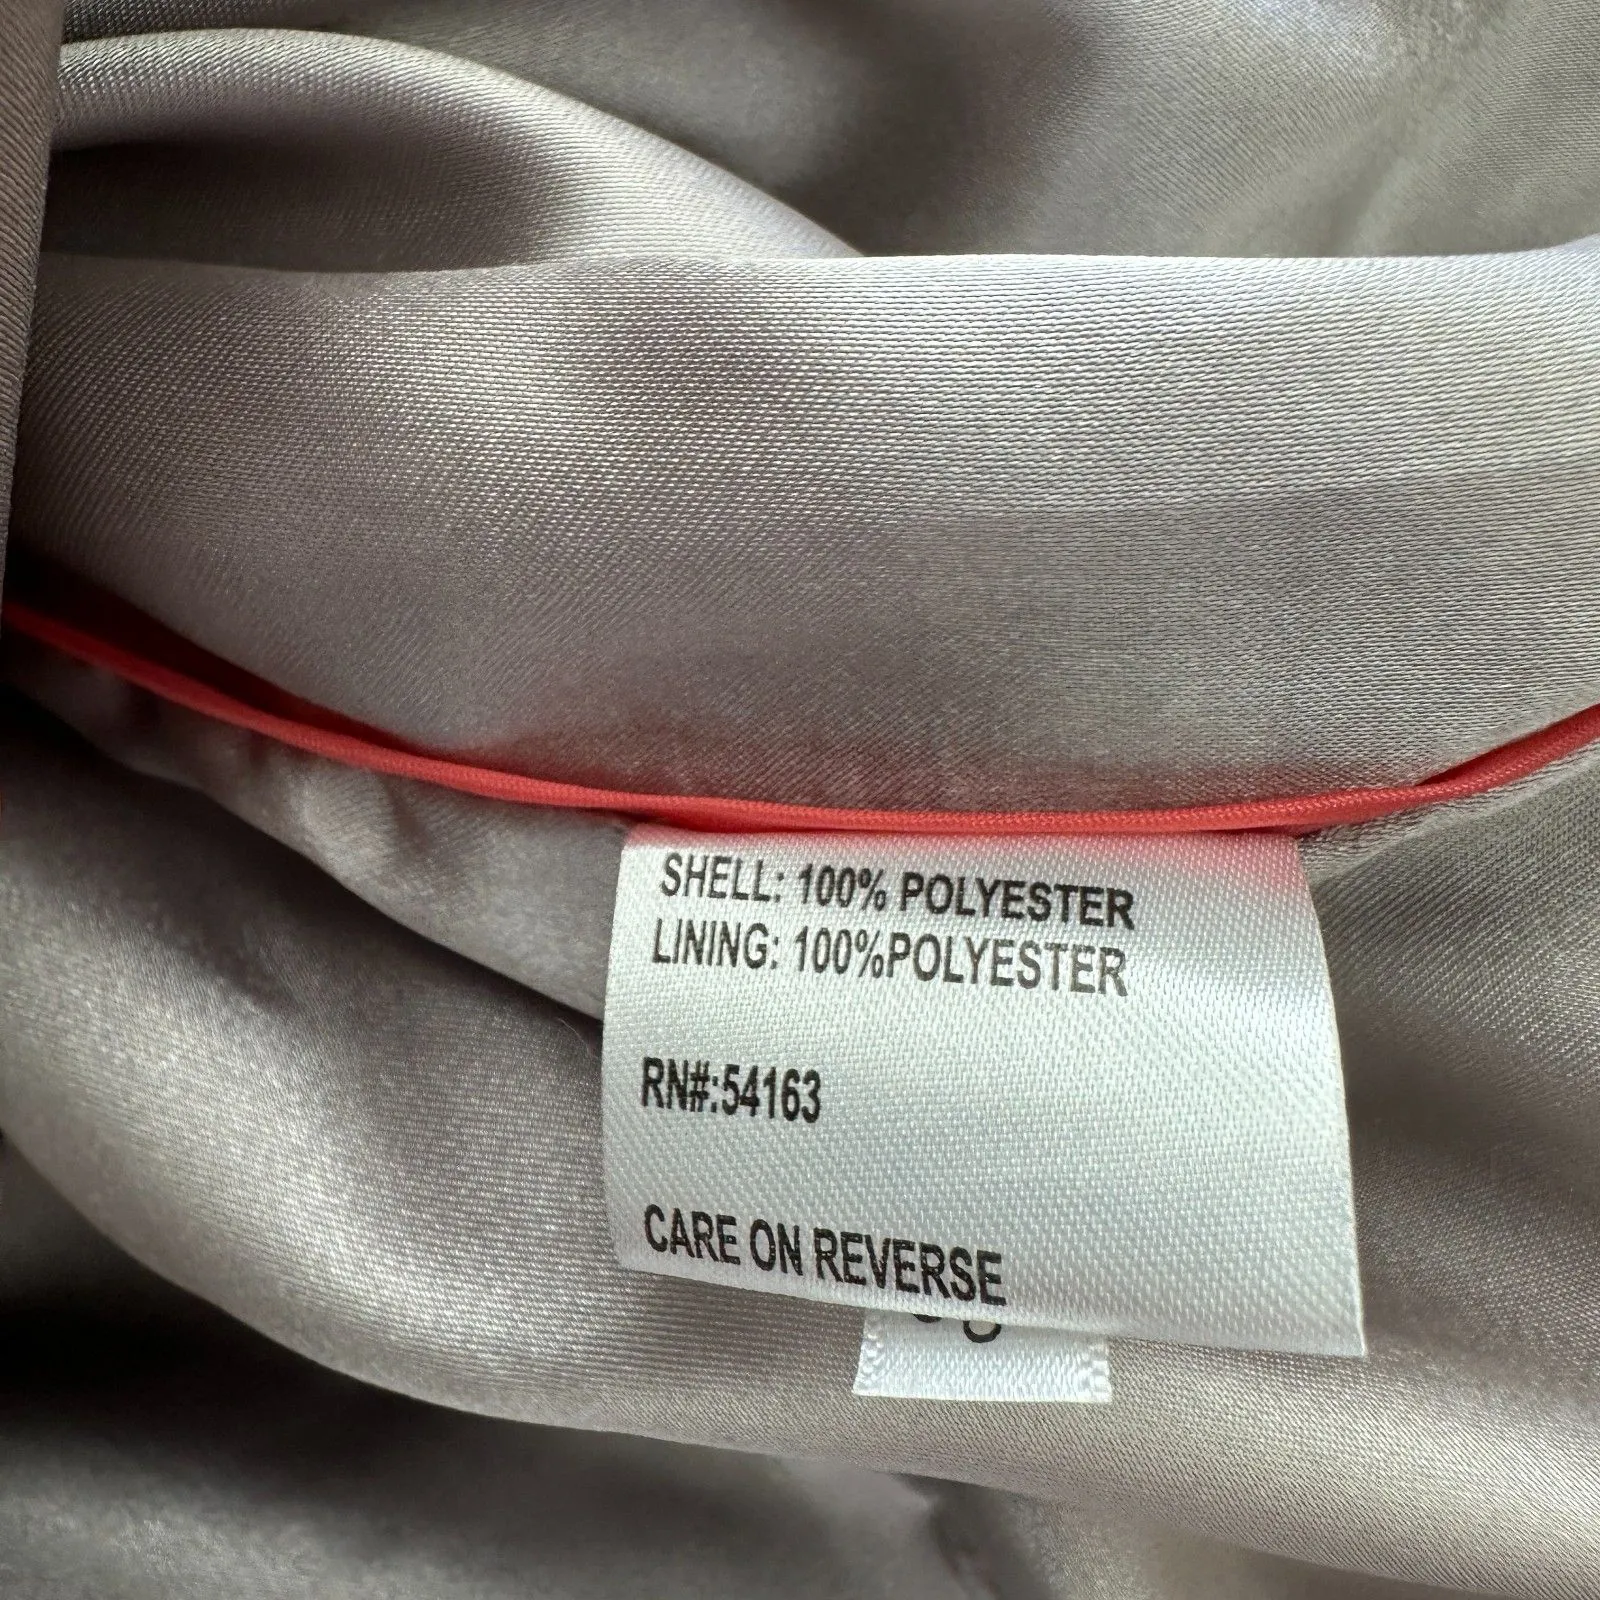 SHELL: 100% POLYESTER
LINING: 100%POLYESTER
RN#:54163
CARE ON REVERSE